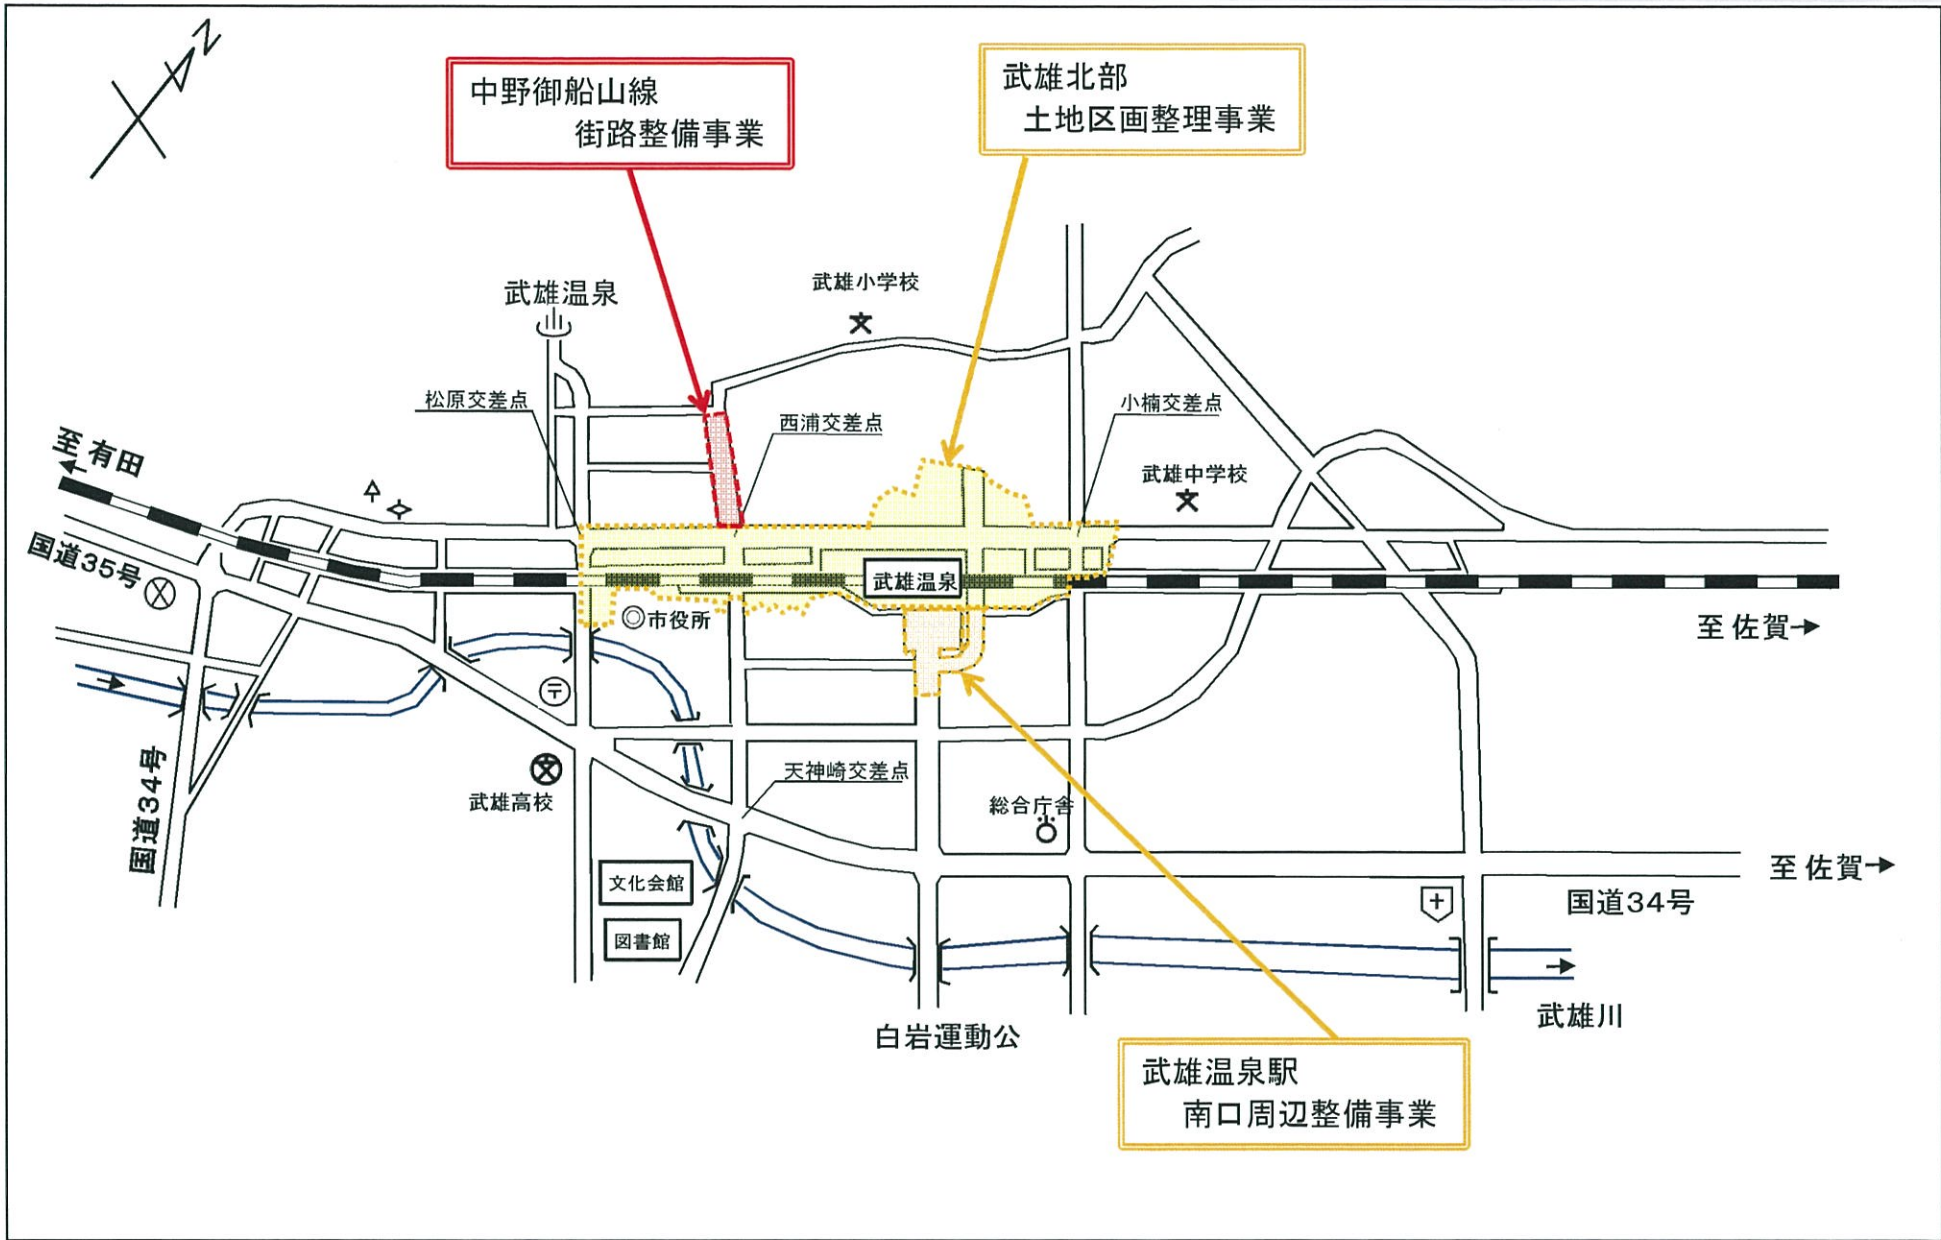 N
中野御船山線
街路整備事業
武雄北部
土地区画整理事業
武雄温泉
武雄小学校
松原交差点
西浦交差点
小楠交差点
至 有田
武雄中学校
国道35号
武雄温泉
市役所
至 佐賀→
〒
国道34号
武雄高校
天神崎交差点
総合庁舎
文化会館
図書館
至 佐賀→
国道34号
白岩運動公
武雄川
武雄温泉駅
南口周辺整備事業